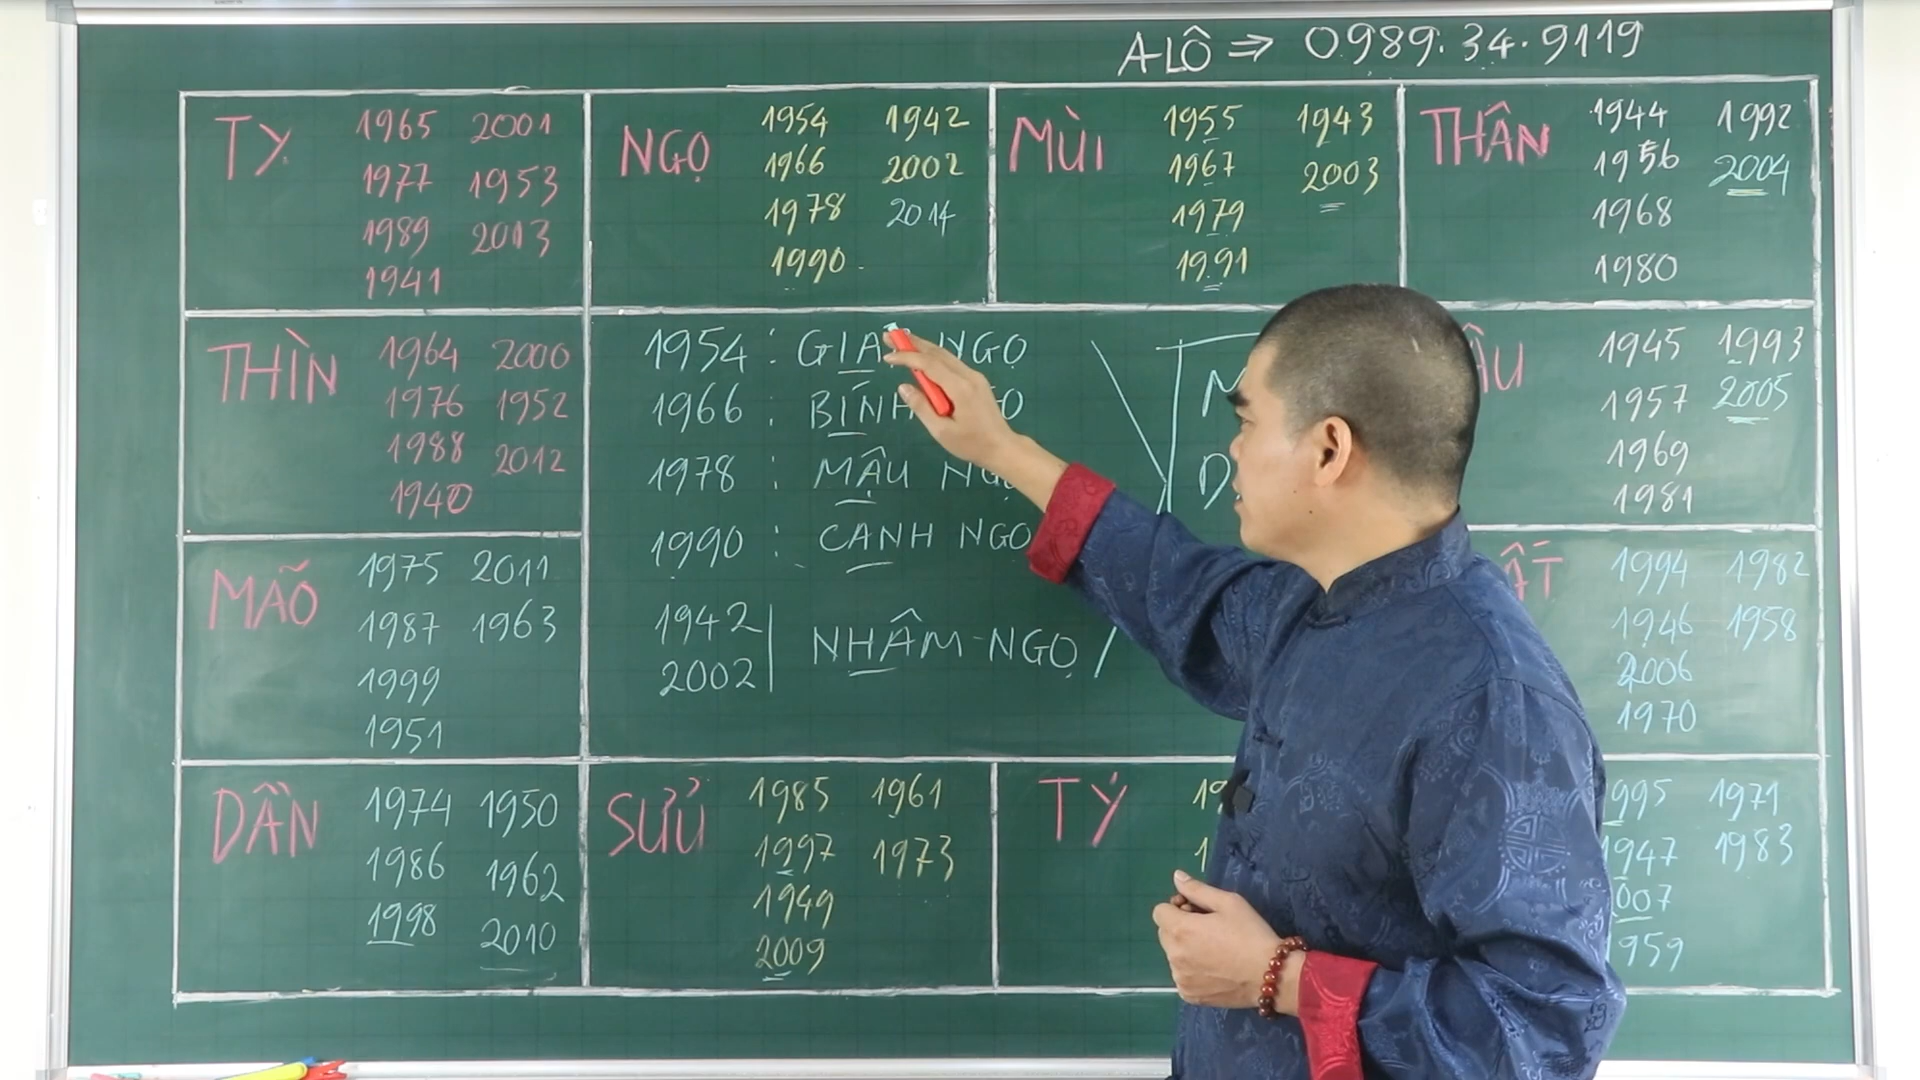 A-LÔ ⇒ 0989.34.9119
TỴ 1965 2001
1977 1953
1989 2013
1941
NGỌ 1954 1942
1966 2002
1978 2014
1990
MÙI 1955 1943
1967 2003
1979
1991
THÂN 1944 1992
1956 2004
1968
1980
THÌN 1964 2000
1976 1952
1988 2012
1940
1954: NGỌ
1966:
1978: MẬU NGỌ
1990: CANH NGỌ
1942
2002
NHÂM-NGỌ
1945 1993
1957 2005
1969
1981
MÃO 1975 2011
1987 1963
1999
1951
1994 1982
1946 1958
2006
1970
DẦN 1974 1950
1986 1962
1998 2010
SỬU 1985 1961
1997 1973
1949
2009
TÝ
1971
1947 1983